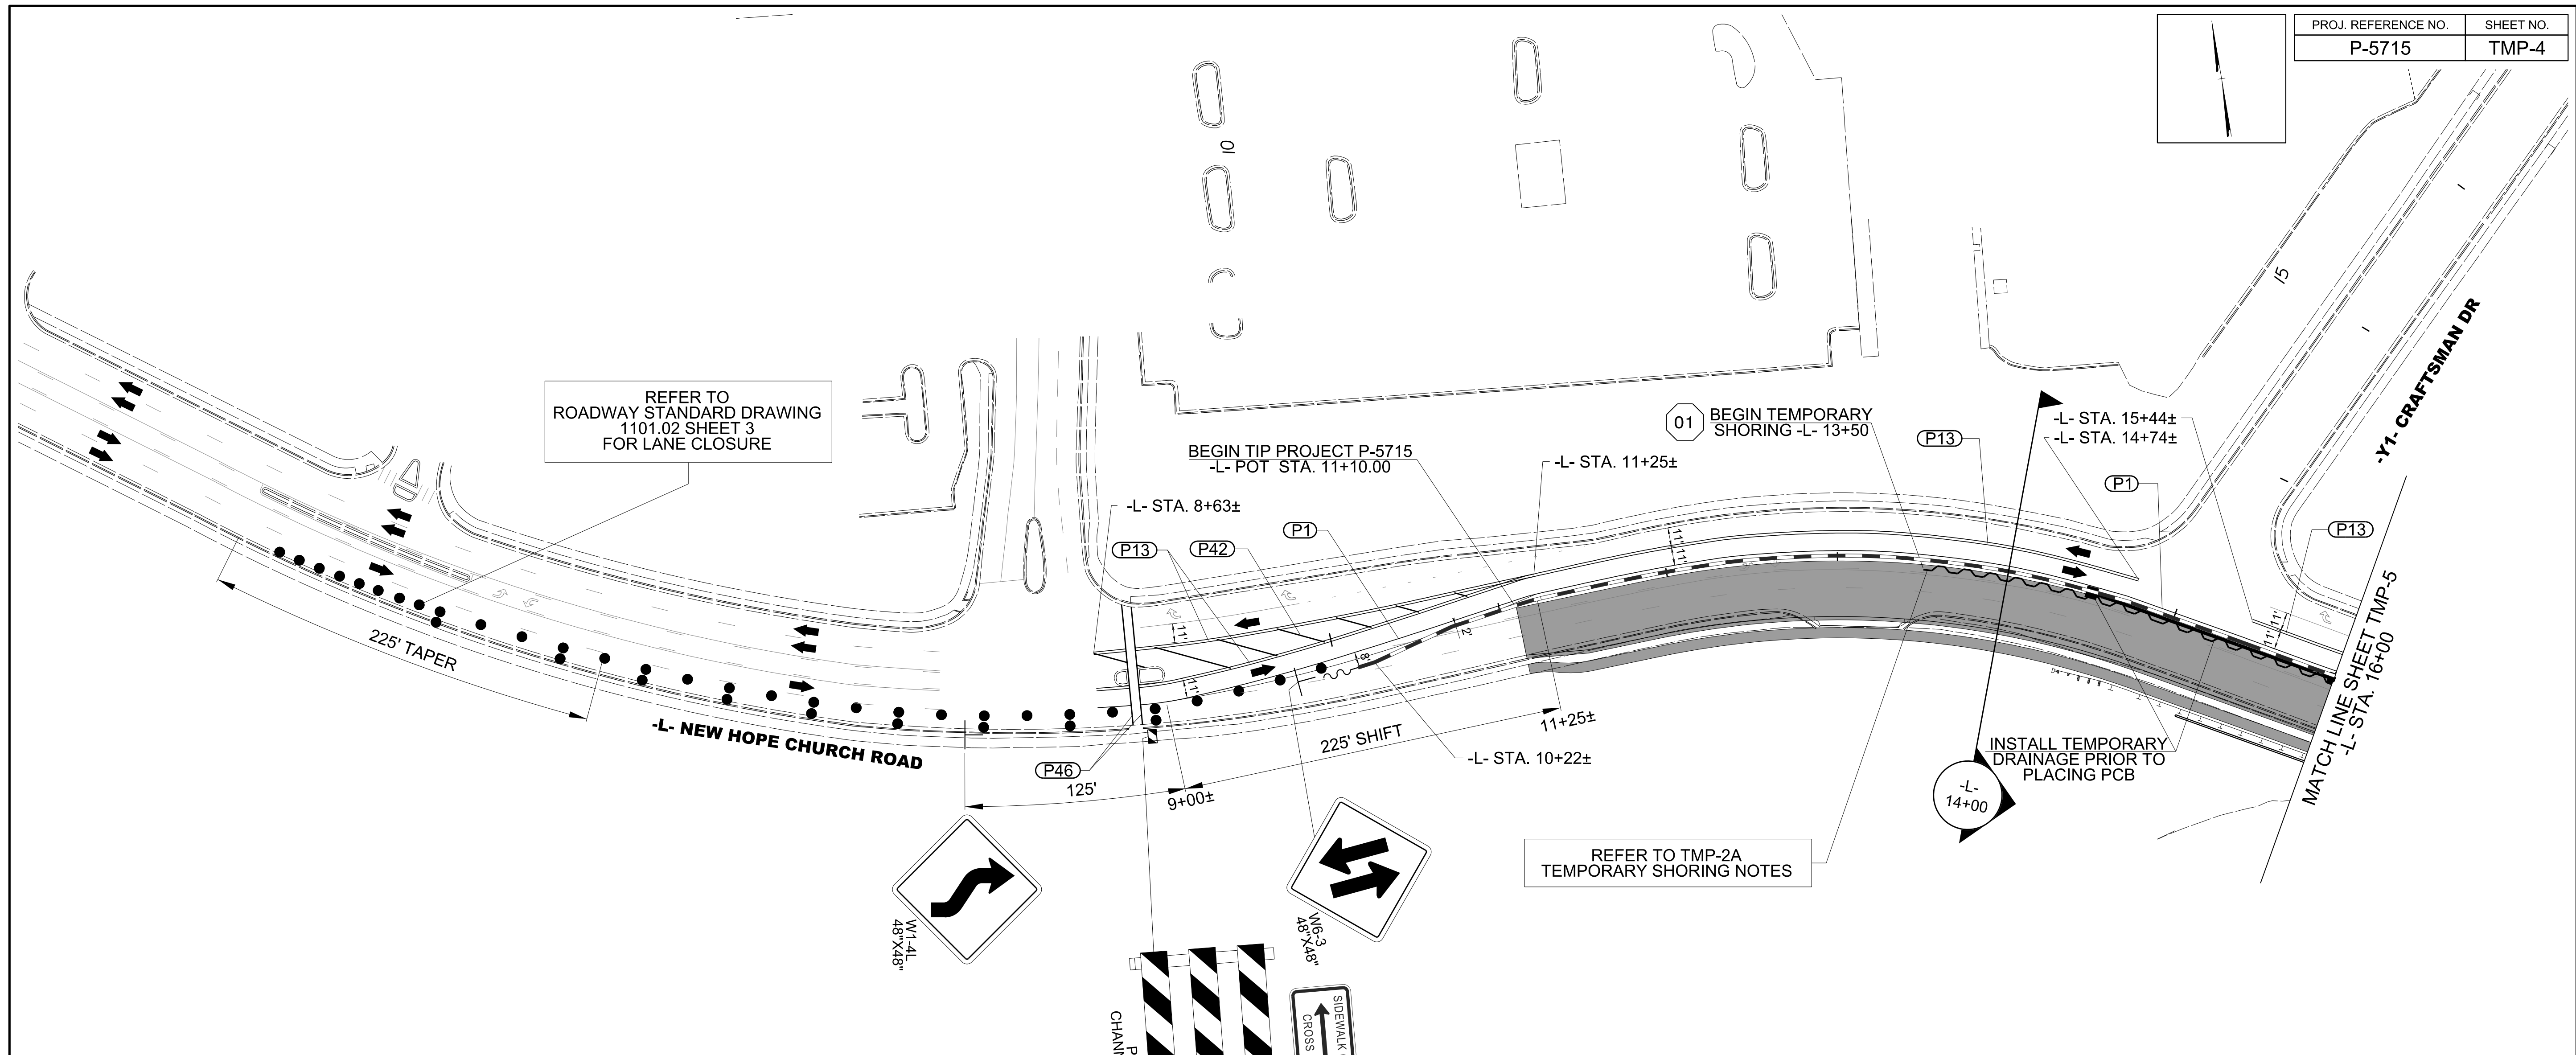 PROJ. REFERENCE NO.
SHEET NO.
P-5715
TMP-4
10
15
REFER TO
ROADWAY STANDARD DRAWING
1101.02 SHEET 3
FOR LANE CLOSURE
BEGIN TIP PROJECT P-5715
-L- POT STA. 11+10.00
-L- STA. 11+25±
01
BEGIN TEMPORARY
SHORING -L- 13+50
P13
-L- STA. 15+44±
-L- STA. 14+74±
P1
P13
-Y1- CRAFTSMAN DR
-L- STA. 8+63±
P13
P42
P1
11'
11'
11'
11'
2'
8'
11'
11'
225' TAPER
-L- NEW HOPE CHURCH ROAD
P46
125'
9+00±
225' SHIFT
11+25±
-L- STA. 10+22±
INSTALL TEMPORARY
DRAINAGE PRIOR TO
PLACING PCB
-L-
14+00
MATCH LINE SHEET TMP-5
-L- STA. 16+00
REFER TO TMP-2A
TEMPORARY SHORING NOTES
W1-4L
48"X48"
W6-3
48"X48"
SIDEWALK
CROSS
P
CHANN